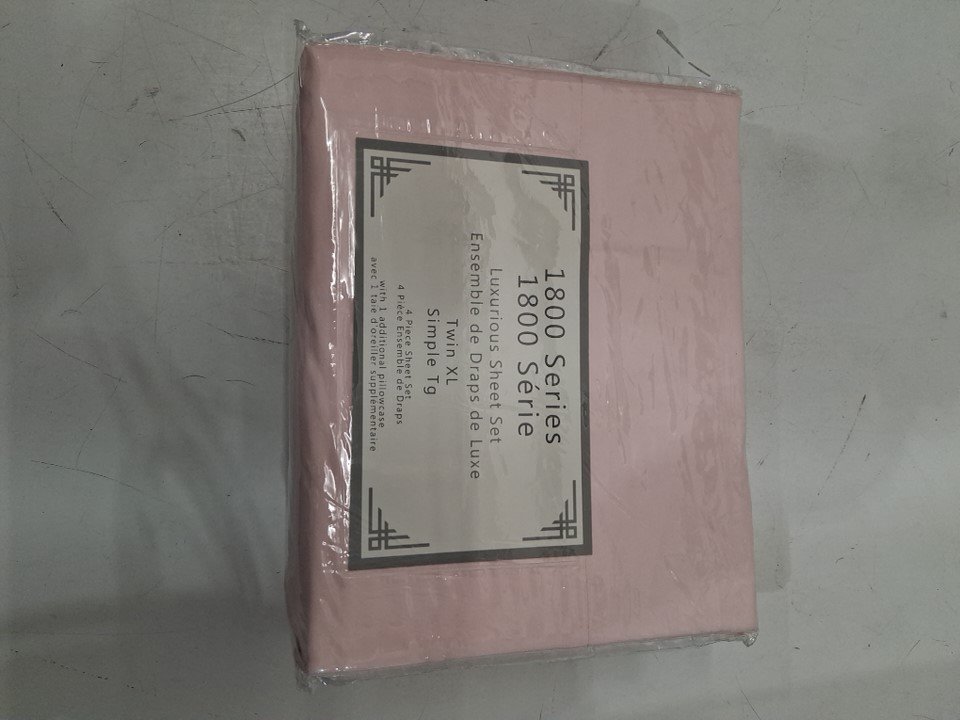 1800 Series
1800 Série
Luxurious Sheet Set
Ensemble de Draps de Luxe
Twin XL
Simple Tg
4 Piece Sheet Set
4 Pièce Ensemble de Draps
with 1 additional pillowcase
avec 1 taie d'oreiller supplémentaire